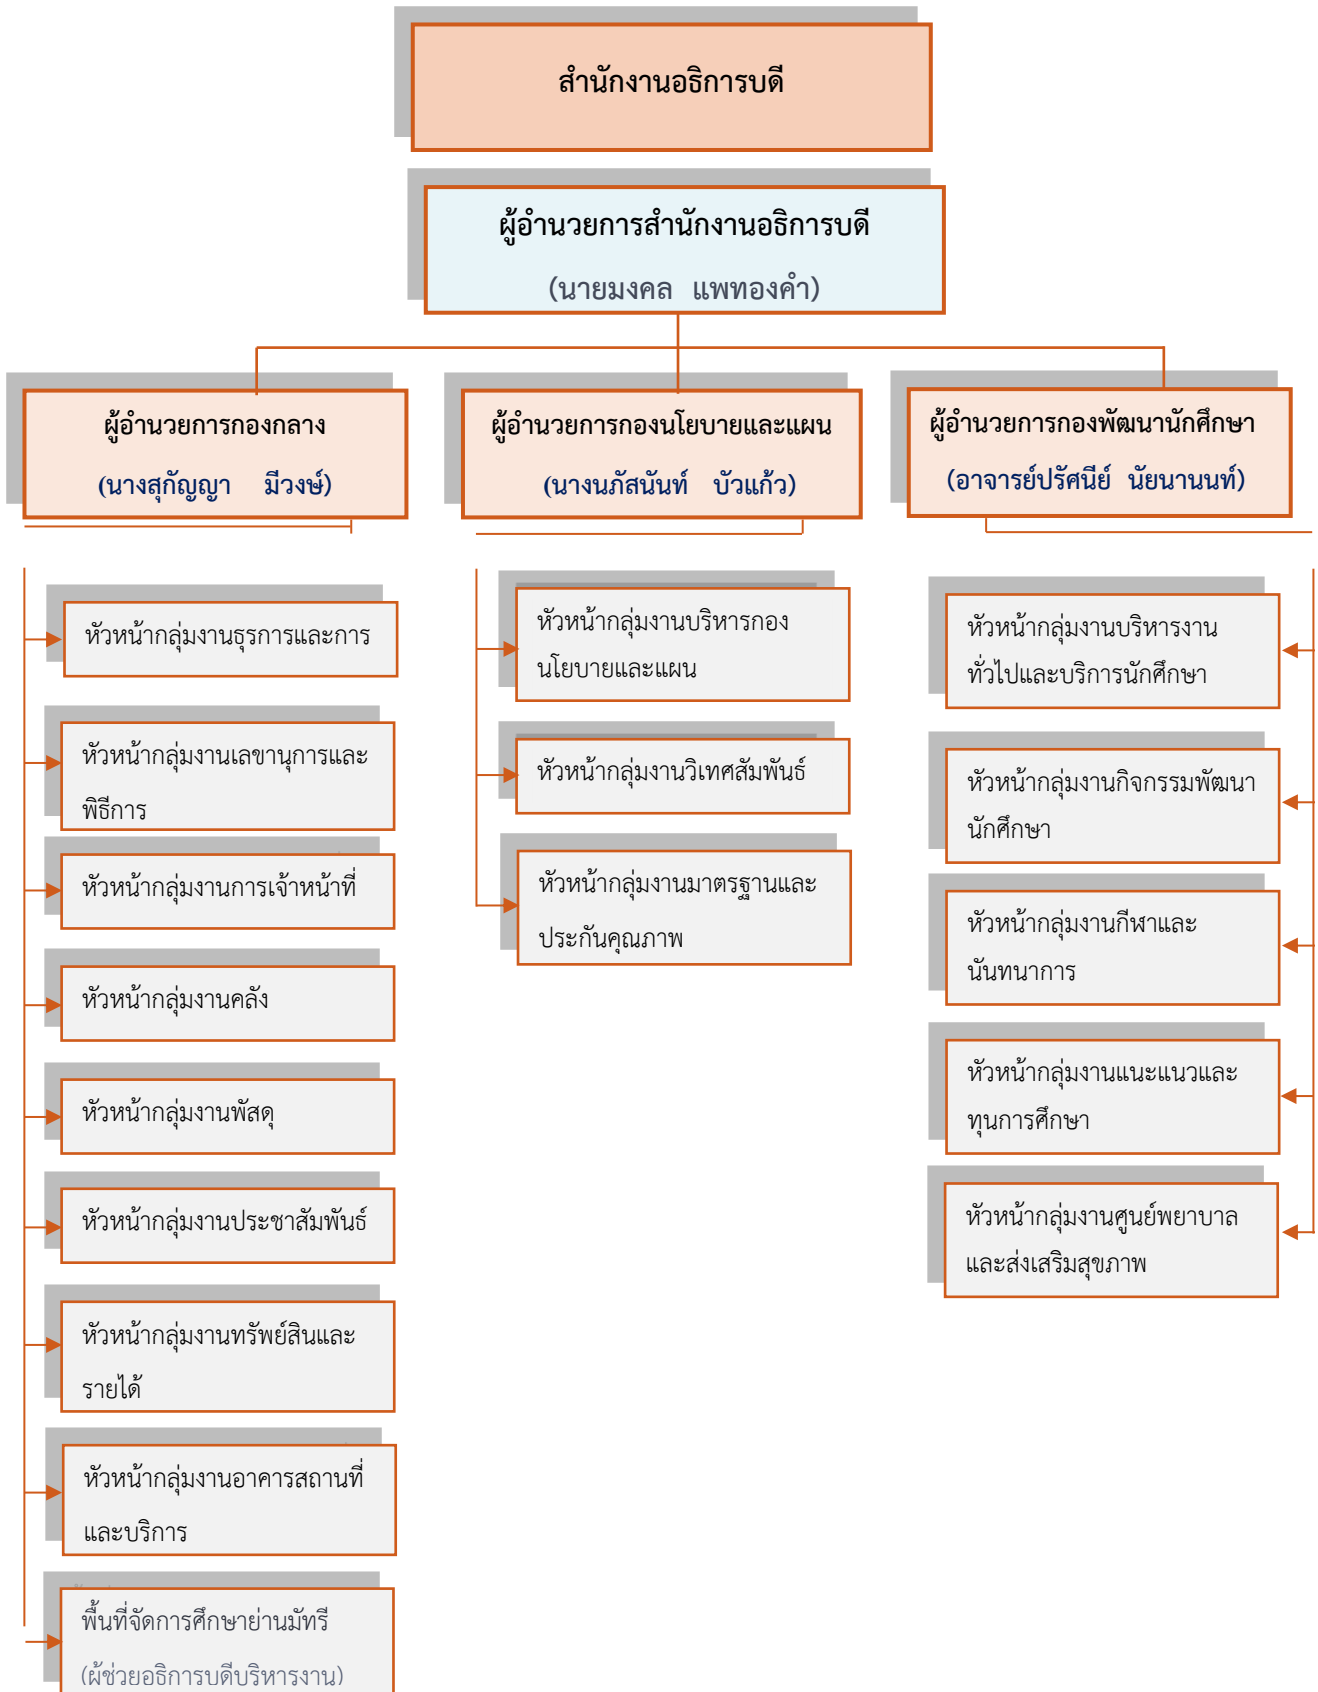 สำนักงานอธิการบดี
ผู้อำนวยการสำนักงานอธิการบดี
(นายมงคล แพทองคำ)
ผู้อำนวยการกองกลาง
(นางสุกัญญา มีวงษ์)
ผู้อำนวยการกองนโยบายและแผน
(นางนภัสนันท์ บัวแก้ว)
ผู้อำนวยการกองพัฒนานักศึกษา
(อาจารย์ปรัศนีย์ นัยนานนท์)
หัวหน้ากลุ่มงานธุรการและการ
หัวหน้ากลุ่มงานเลขานุการและ
พิธีการ
หัวหน้ากลุ่มงานการเจ้าหน้าที่
หัวหน้ากลุ่มงานคลัง
หัวหน้ากลุ่มงานพัสดุ
หัวหน้ากลุ่มงานประชาสัมพันธ์
หัวหน้ากลุ่มงานทรัพย์สินและ
รายได้
หัวหน้ากลุ่มงานอาคารสถานที่
และบริการ
พื้นที่จัดการศึกษาย่านมัทรี
(ผู้ช่วยอธิการบดีบริหารงาน)
หัวหน้ากลุ่มงานบริหารกอง
นโยบายและแผน
หัวหน้ากลุ่มงานวิเทศสัมพันธ์
หัวหน้ากลุ่มงานมาตรฐานและ
ประกันคุณภาพ
หัวหน้ากลุ่มงานบริหารงาน
ทั่วไปและบริการนักศึกษา
หัวหน้ากลุ่มงานกิจกรรมพัฒนา
นักศึกษา
หัวหน้ากลุ่มงานกีฬาและ
นันทนาการ
หัวหน้ากลุ่มงานแนะแนวและ
ทุนการศึกษา
หัวหน้ากลุ่มงานศูนย์พยาบาล
และส่งเสริมสุขภาพ